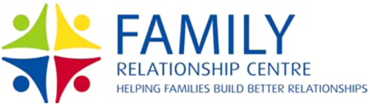 FAMILY
RELATIONSHIP CENTRE
HELPING FAMILIES BUILD BETTER RELATIONSHIPS